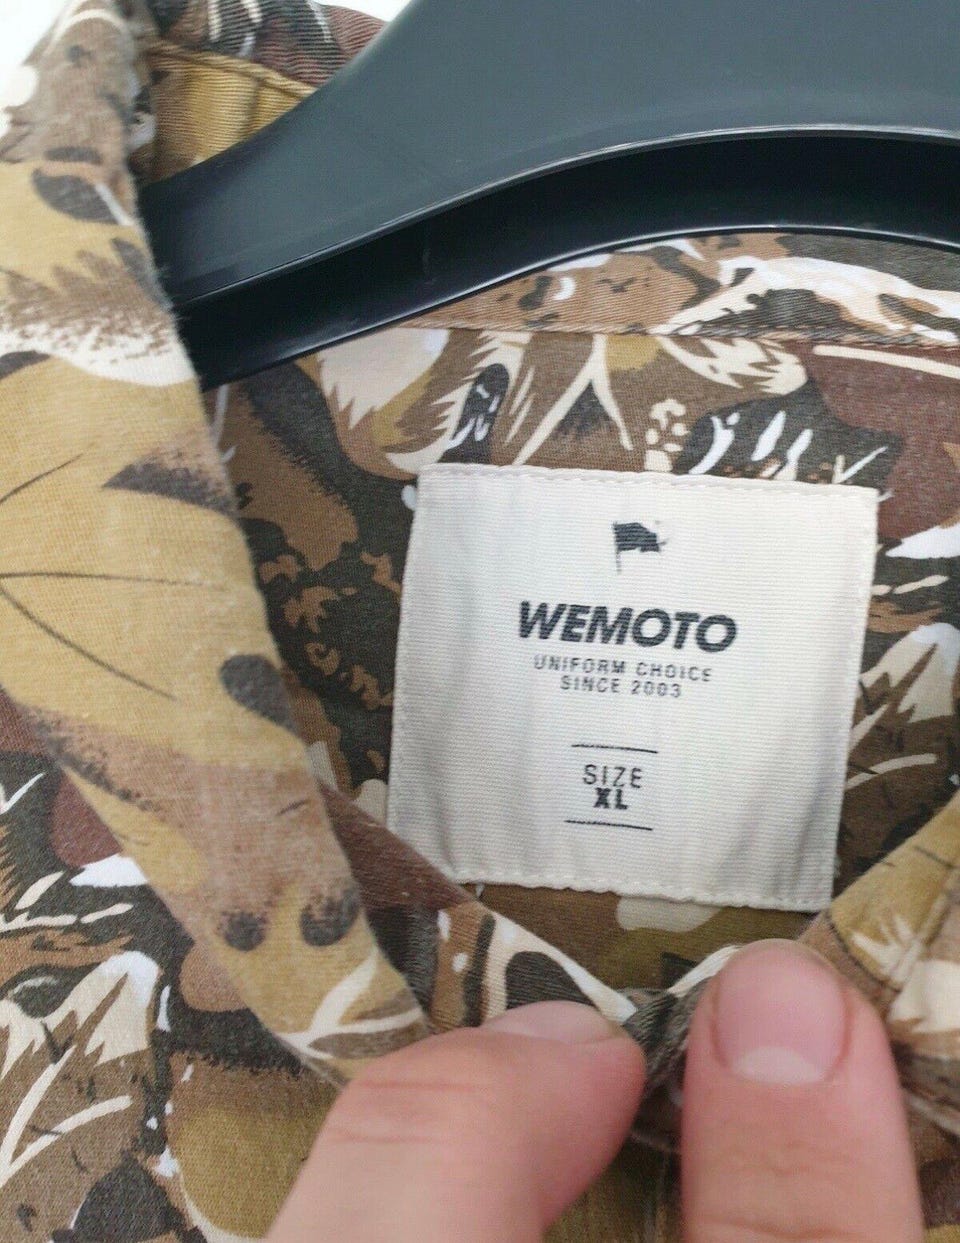 WEMOTO
UNIFORM CHOICE
SINCE 2003
SIZE
XL